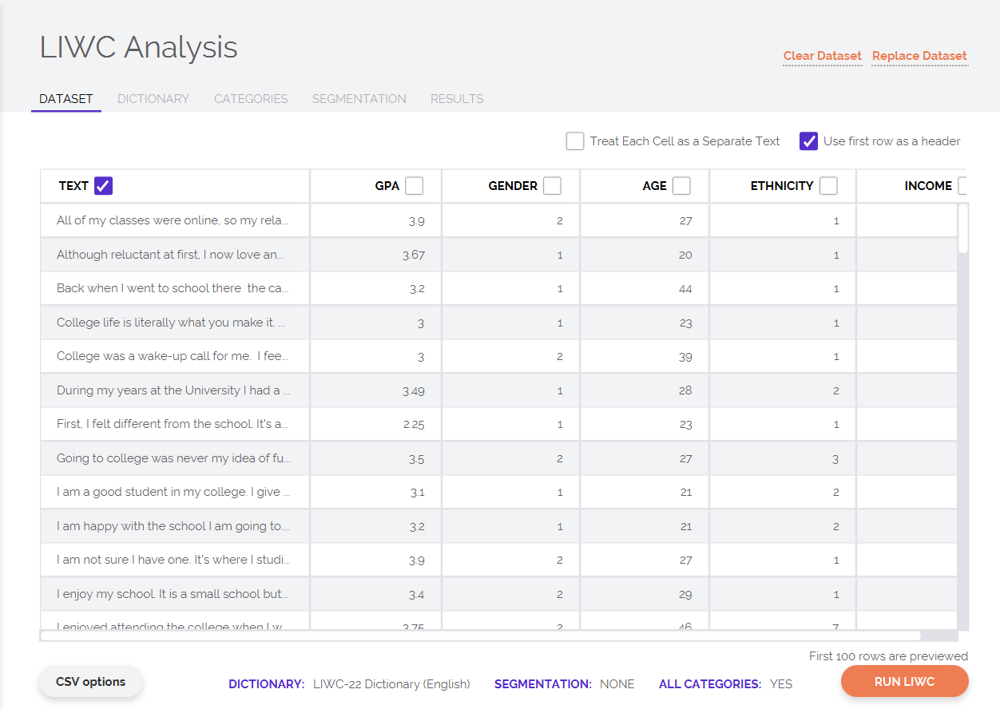 LIWC Analysis
Clear Dataset Replace Dataset
DATASET DICTIONARY CATEGORIES SEGMENTATION RESULTS
Treat Each Cell as a Separate Text Use first row as a header
TEXT GPA GENDER AGE ETHNICITY INCOME
All of my classes were online, so my rela... 3.9 2 27 1
Although reluctant at first, I now love an... 3.67 1 20 1
Back when I went to school there the ca... 3.2 1 44 1
College life is literally what you make it. ... 3 1 23 1
College was a wake-up call for me. I fee... 3 2 39 1
During my years at the University I had a ... 3.49 1 28 2
First, I felt different from the school. It's a... 2.25 1 23 1
Going to college was never my idea of fu... 3.5 2 27 3
I am a good student in my college. I give ... 3.1 1 21 2
I am happy with the school I am going to.... 3.2 1 21 2
I am not sure I have one. It's where I studi... 3.9 2 27 1
I enjoy my school. It is a small school but... 3.4 2 29 1
I enjoyed attending the college when I w... 3.75 2 46 7
First 100 rows are previewed
CSV options DICTIONARY: LIWC-22 Dictionary (English) SEGMENTATION: NONE ALL CATEGORIES: YES RUN LIWC